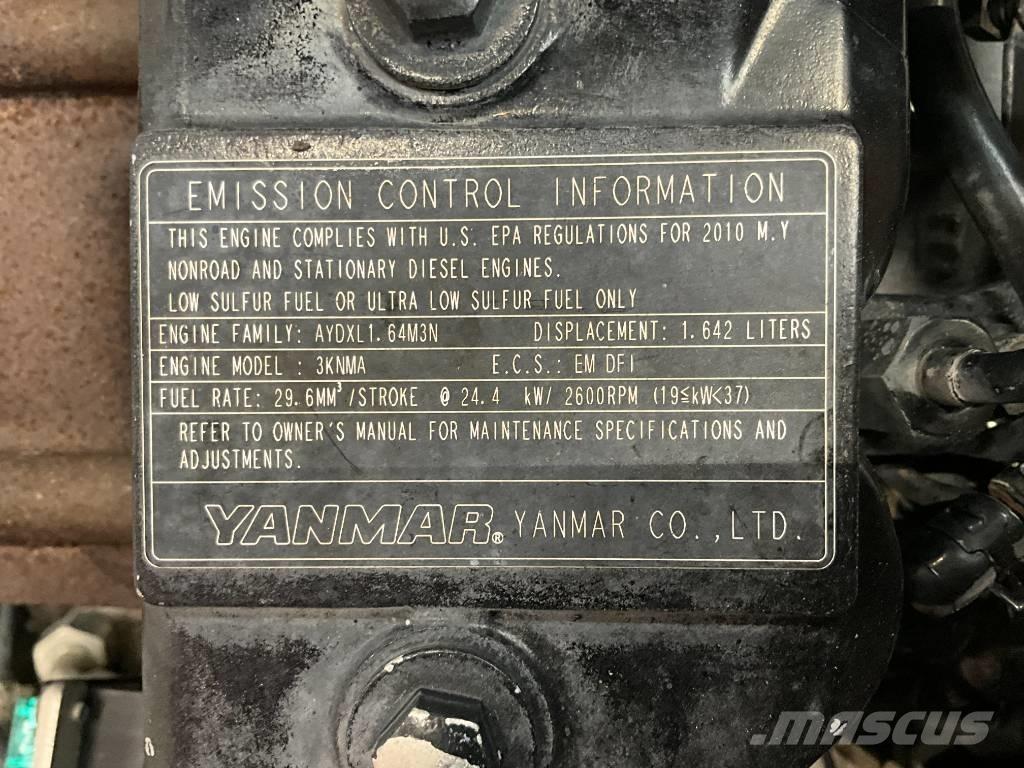 EMISSION CONTROL INFORMATION
THIS ENGINE COMPLIES WITH U.S. EPA REGULATIONS FOR 2010 M.Y
NONROAD AND STATIONARY DIESEL ENGINES.
LOW SULFUR FUEL OR ULTRA LOW SULFUR FUEL ONLY
ENGINE FAMILY: AYDXL1.64M3N DISPLACEMENT: 1.642 LITERS
ENGINE MODEL : 3KNMA E.C.S.: EM DFI
FUEL RATE: 29.6MM³/STROKE @ 24.4 kW/ 2600RPM (19≦kW<37)
REFER TO OWNER'S MANUAL FOR MAINTENANCE SPECIFICATIONS AND
ADJUSTMENTS.
YANMAR® YANMAR CO.,LTD.
mascus